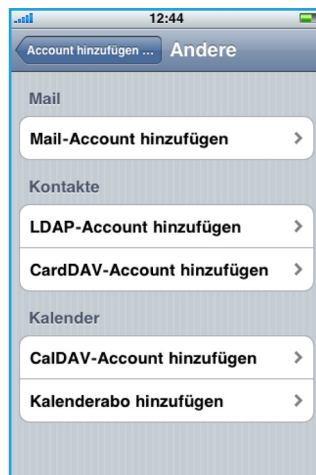 12:44
Account hinzufügen ...
Andere
Mail
Mail-Account hinzufügen
Kontakte
LDAP-Account hinzufügen
CardDAV-Account hinzufügen
Kalender
CalDAV-Account hinzufügen
Kalenderabo hinzufügen